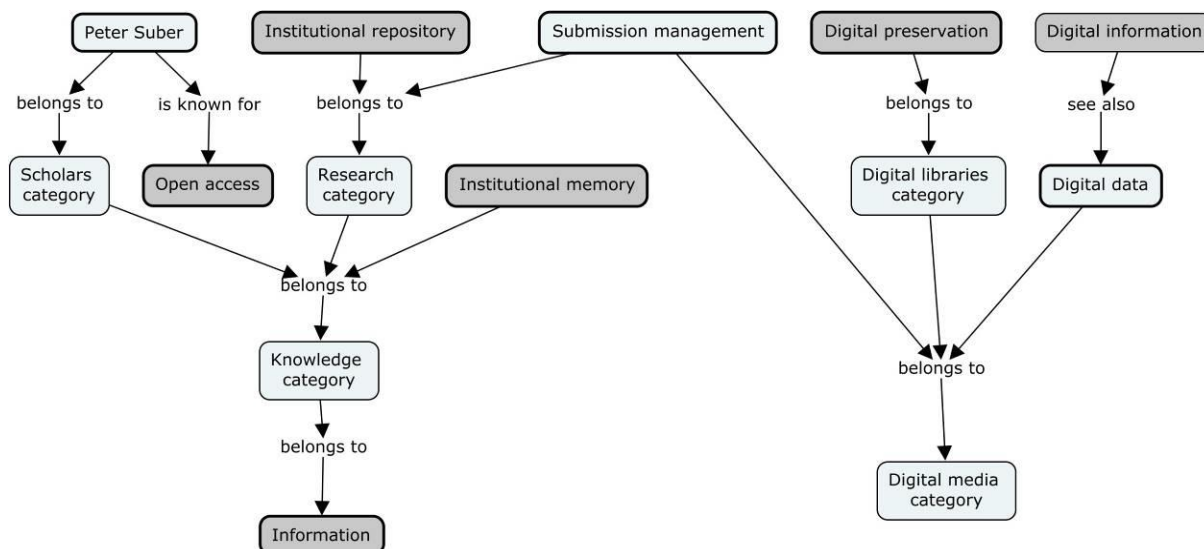 Peter Suber
Institutional repository
Submission management
Digital preservation
Digital information
belongs to
is known for
belongs to
belongs to
see also
Scholars
category
Open access
Research
category
Institutional memory
Digital libraries
category
Digital data
belongs to
Knowledge
category
belongs to
belongs to
Digital media
category
Information